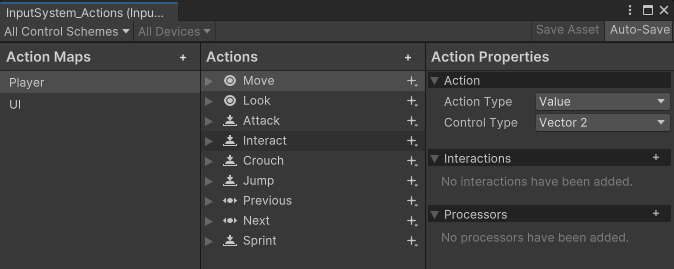 InputSystem_Actions (Inpu...
All Control Schemes All Devices Save Asset Auto-Save
Action Maps +
Player
UI
Actions +
Move
Look
Attack
Interact
Crouch
Jump
Previous
Next
Sprint
Action Properties
Action
Action Type Value
Control Type Vector 2
Interactions +
No interactions have been added.
Processors +
No processors have been added.